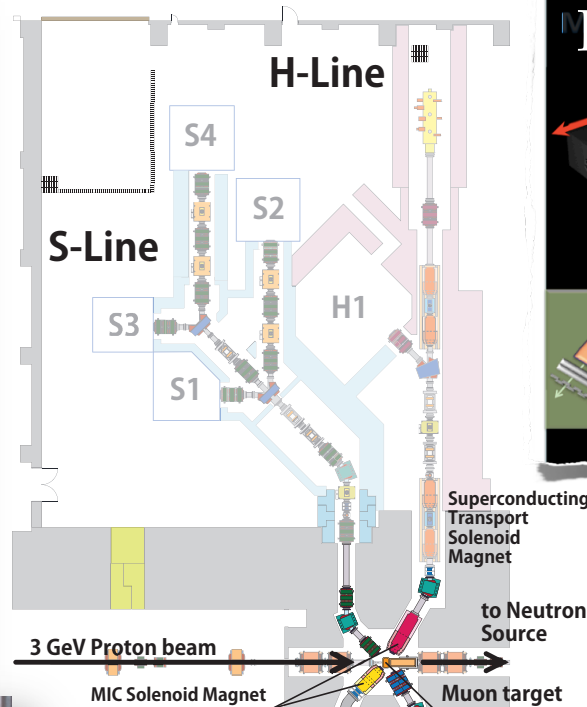 H-Line
S4
S2
S-Line
H1
S3
S1
Superconducting
Transport
Solenoid
Magnet
to Neutron
Source
3 GeV Proton beam
MIC Solenoid Magnet
Muon target